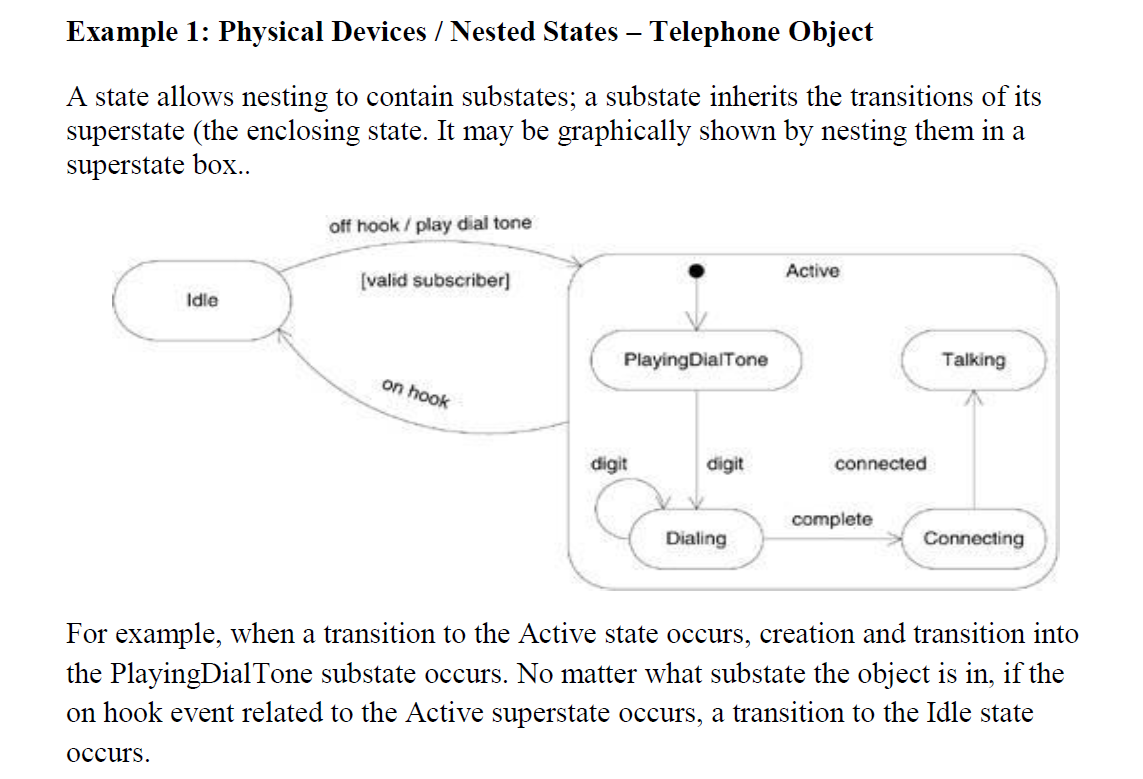 Example 1: Physical Devices / Nested States – Telephone Object
A state allows nesting to contain substates; a substate inherits the transitions of its
superstate (the enclosing state. It may be graphically shown by nesting them in a
superstate box..
off hook / play dial tone
[valid subscriber]
Idle
Active
PlayingDialTone
Talking
on hook
digit
digit
connected
complete
Dialing
Connecting
For example, when a transition to the Active state occurs, creation and transition into
the PlayingDialTone substate occurs. No matter what substate the object is in, if the
on hook event related to the Active superstate occurs, a transition to the Idle state
occurs.